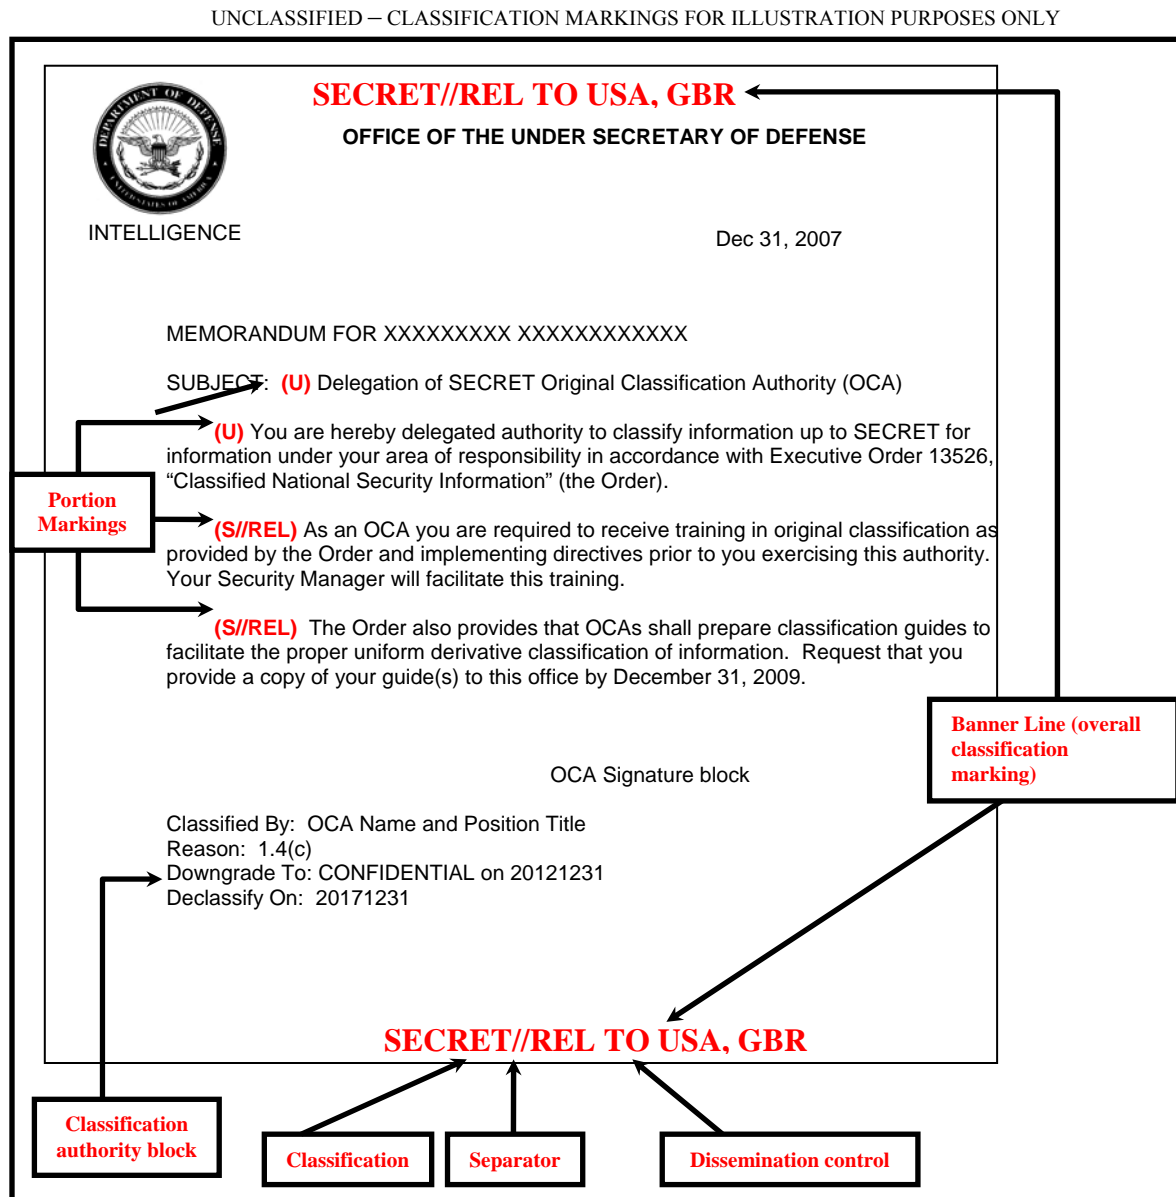 UNCLASSIFIED – CLASSIFICATION MARKINGS FOR ILLUSTRATION PURPOSES ONLY
SECRET//REL TO USA, GBR
OFFICE OF THE UNDER SECRETARY OF DEFENSE
DEPARTMENT OF DEFENSE
UNITED STATES OF AMERICA
INTELLIGENCE
Dec 31, 2007
MEMORANDUM FOR XXXXXXXXX XXXXXXXXXXXX
SUBJECT: (U) Delegation of SECRET Original Classification Authority (OCA)
(U) You are hereby delegated authority to classify information up to SECRET for
information under your area of responsibility in accordance with Executive Order 13526,
“Classified National Security Information” (the Order).
Portion
Markings
(S//REL) As an OCA you are required to receive training in original classification as
provided by the Order and implementing directives prior to you exercising this authority.
Your Security Manager will facilitate this training.
(S//REL) The Order also provides that OCAs shall prepare classification guides to
facilitate the proper uniform derivative classification of information. Request that you
provide a copy of your guide(s) to this office by December 31, 2009.
Banner Line (overall
classification
marking)
OCA Signature block
Classified By: OCA Name and Position Title
Reason: 1.4(c)
Downgrade To: CONFIDENTIAL on 20121231
Declassify On: 20171231
SECRET//REL TO USA, GBR
Classification
authority block
Classification
Separator
Dissemination control